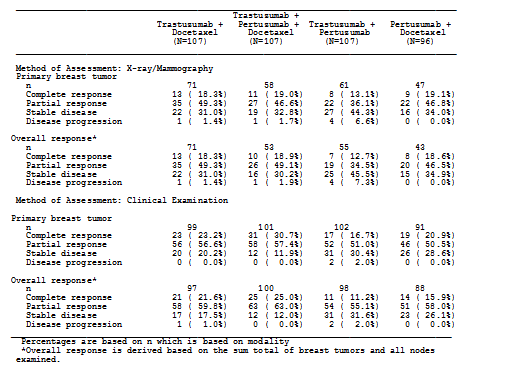 Trastuzumab +
Trastuzumab + Pertuzumab + Trastuzumab + Pertuzumab +
Docetaxel Docetaxel Pertuzumab Docetaxel
(N=107) (N=107) (N=107) (N=96)
Method of Assessment: X-ray/Mammography
Primary breast tumor
n 71 58 61 47
Complete response 13 ( 18.3%) 11 ( 19.0%) 8 ( 13.1%) 9 ( 19.1%)
Partial response 35 ( 49.3%) 27 ( 46.6%) 22 ( 36.1%) 22 ( 46.8%)
Stable disease 22 ( 31.0%) 19 ( 32.8%) 27 ( 44.3%) 16 ( 34.0%)
Disease progression 1 ( 1.4%) 1 ( 1.7%) 4 ( 6.6%) 0 ( 0.0%)
Overall response^
n 71 53 55 43
Complete response 13 ( 18.3%) 10 ( 18.9%) 7 ( 12.7%) 8 ( 18.6%)
Partial response 35 ( 49.3%) 26 ( 49.1%) 19 ( 34.5%) 20 ( 46.5%)
Stable disease 22 ( 31.0%) 16 ( 30.2%) 25 ( 45.5%) 15 ( 34.9%)
Disease progression 1 ( 1.4%) 1 ( 1.9%) 4 ( 7.3%) 0 ( 0.0%)
Method of Assessment: Clinical Examination
Primary breast tumor
n 99 101 102 91
Complete response 23 ( 23.2%) 31 ( 30.7%) 17 ( 16.7%) 19 ( 20.9%)
Partial response 56 ( 56.6%) 58 ( 57.4%) 52 ( 51.0%) 46 ( 50.5%)
Stable disease 20 ( 20.2%) 12 ( 11.9%) 31 ( 30.4%) 26 ( 28.6%)
Disease progression 0 ( 0.0%) 0 ( 0.0%) 2 ( 2.0%) 0 ( 0.0%)
Overall response^
n 97 100 98 88
Complete response 21 ( 21.6%) 25 ( 25.0%) 11 ( 11.2%) 14 ( 15.9%)
Partial response 58 ( 59.8%) 63 ( 63.0%) 54 ( 55.1%) 51 ( 58.0%)
Stable disease 17 ( 17.5%) 12 ( 12.0%) 31 ( 31.6%) 23 ( 26.1%)
Disease progression 1 ( 1.0%) 0 ( 0.0%) 2 ( 2.0%) 0 ( 0.0%)
Percentages are based on n which is based on modality
^Overall response is derived based on the sum total of breast tumors and all nodes
examined.